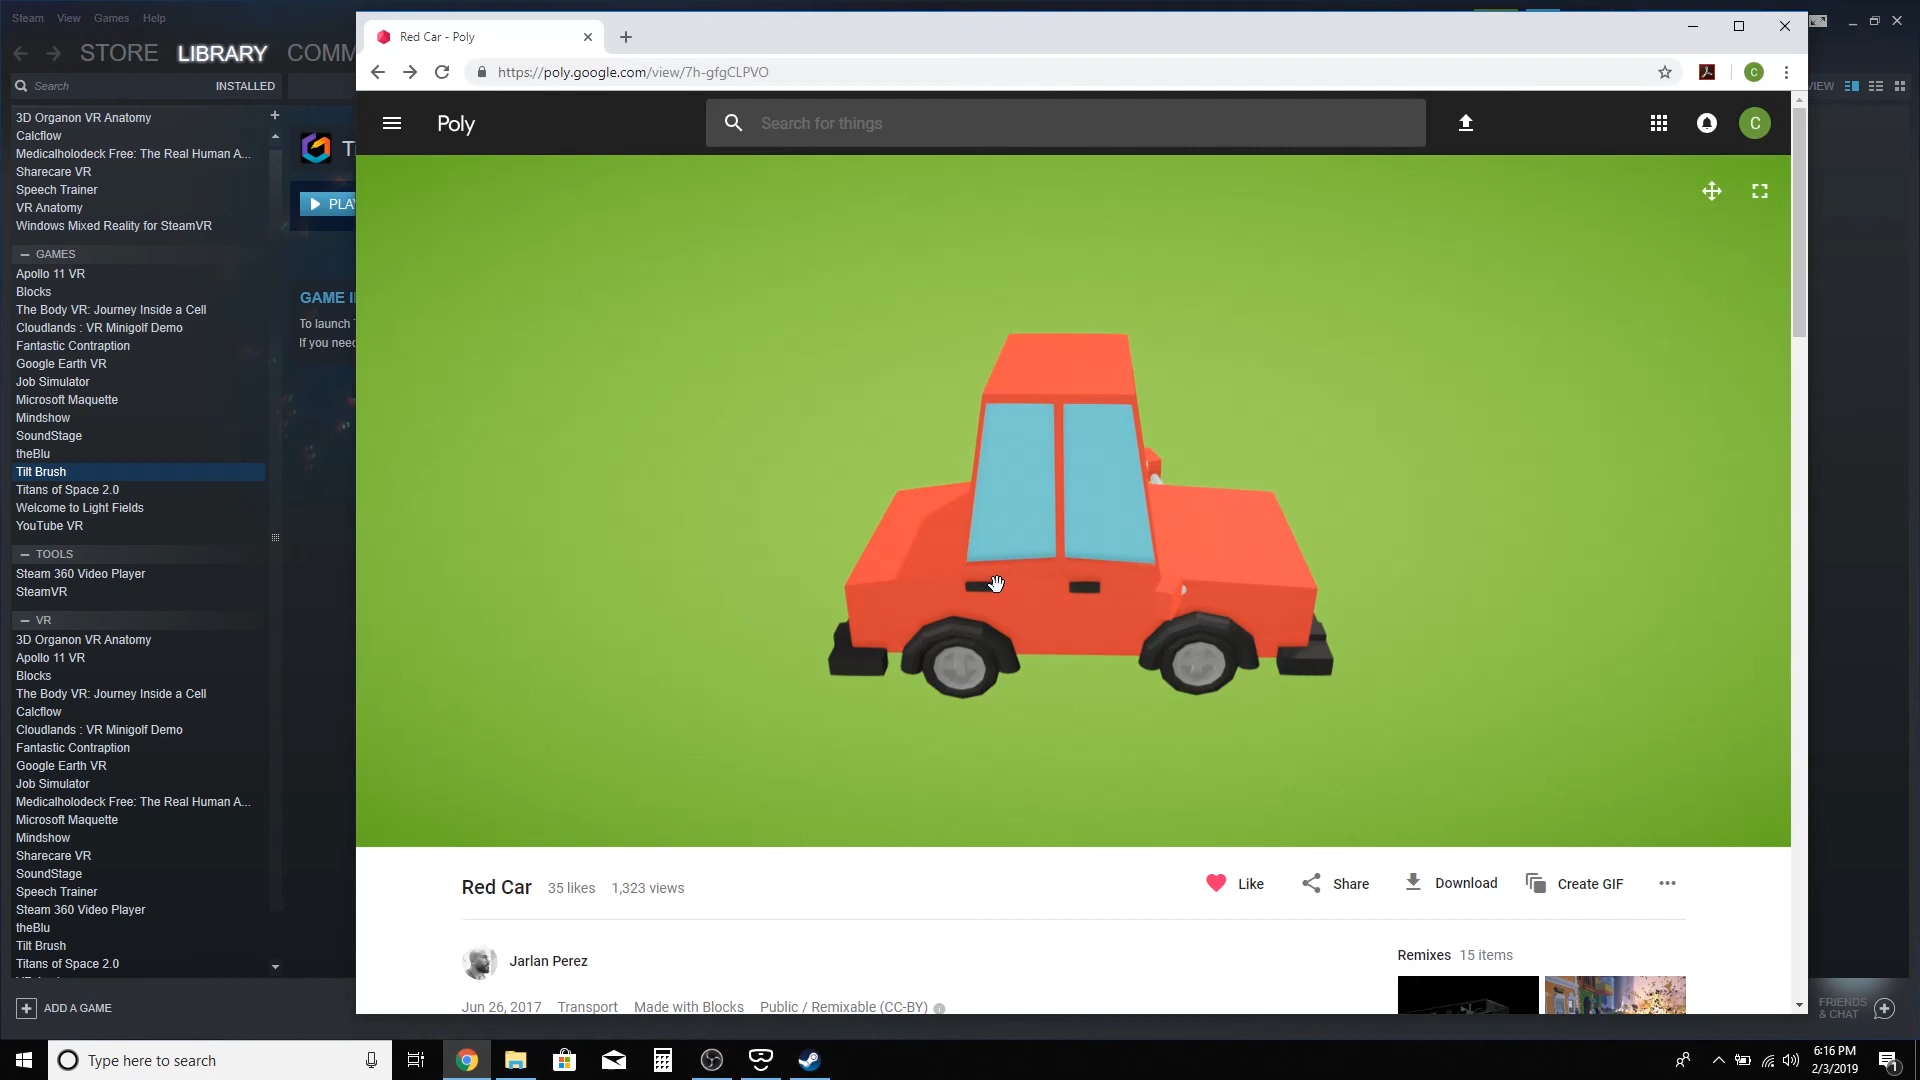 Steam View Games Help
STORE LIBRARY COMM
Search INSTALLED
3D Organon VR Anatomy
Calcflow
Medicalholodeck Free: The Real Human A...
Sharecare VR
Speech Trainer
VR Anatomy
Windows Mixed Reality for SteamVR
GAMES
Apollo 11 VR
Blocks
The Body VR: Journey Inside a Cell
Cloudlands : VR Minigolf Demo
Fantastic Contraption
Google Earth VR
Job Simulator
Microsoft Maquette
Mindshow
SoundStage
theBlu
Tilt Brush
Titans of Space 2.0
Welcome to Light Fields
YouTube VR
TOOLS
Steam 360 Video Player
SteamVR
VR
3D Organon VR Anatomy
Apollo 11 VR
Blocks
The Body VR: Journey Inside a Cell
Calcflow
Cloudlands : VR Minigolf Demo
Fantastic Contraption
Google Earth VR
Job Simulator
Medicalholodeck Free: The Real Human A...
Microsoft Maquette
Mindshow
Sharecare VR
SoundStage
Speech Trainer
Steam 360 Video Player
theBlu
Tilt Brush
Titans of Space 2.0
ADD A GAME
PLA
GAME I
To launch
If you need
Red Car - Poly
https://poly.google.com/view/7h-gfgCLPVO
C
Poly
Search for things
C
Red Car 35 likes 1,323 views
Like Share Download Create GIF
Jarlan Perez
Jun 26, 2017 Transport Made with Blocks Public / Remixable (CC-BY)
Remixes 15 items
VIEW
FRIENDS
& CHAT
Type here to search
6:16 PM
2/3/2019
1